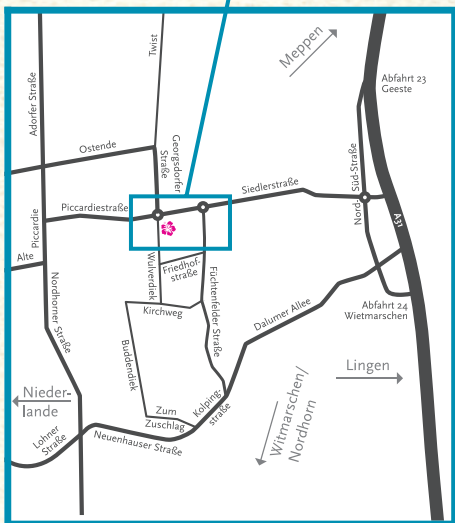 Twist
Meppen
Abfahrt 23
Geeste
Adorfer Straße
Ostende
Georgsdorfer
Straße
Siedlerstraße
Nord-
Süd-Straße
Piccardiestraße
A31
Piccardie
Alte
Wulverdiek
Friedhof-
straße
Nordhorner Straße
Füchtenfelder Straße
Kirchweg
Dalumer Allee
Abfahrt 24
Wietmarschen
Buddendiek
Lingen
Nieder-
lande
Witmarschen/
Nordhorn
Zum
Zuschlag
Kolping-
straße
Lohner
Straße
Neuenhauser Straße